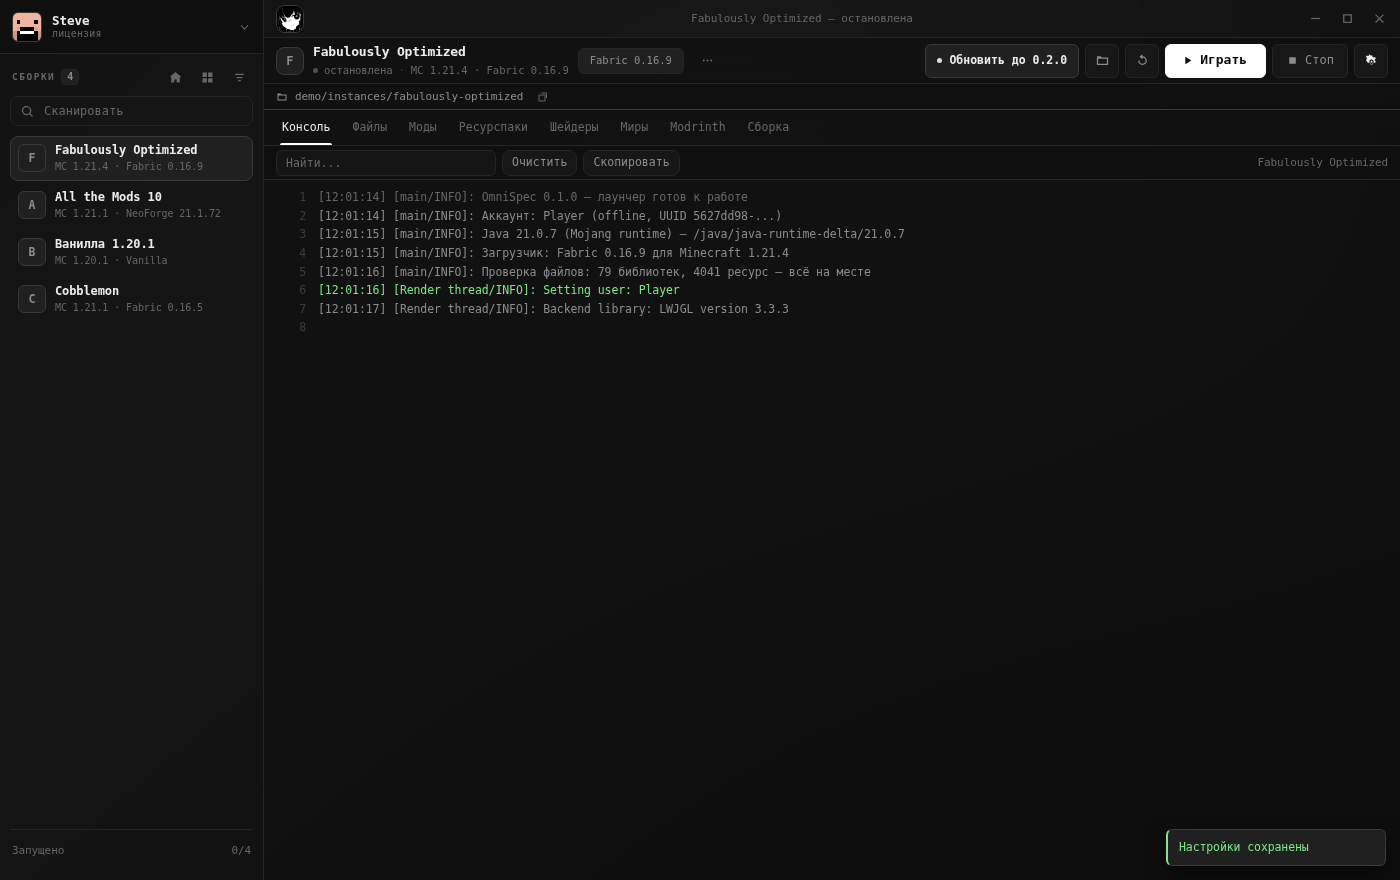 Steve
лицензия
Fabulously Optimized — остановлена
F
Fabulously Optimized
остановлена · MC 1.21.4 · Fabric 0.16.9
Fabric 0.16.9
Обновить до 0.2.0
Играть
Стоп
СБОРКИ 4
demo/instances/fabulously-optimized
Сканировать
Консоль Файлы Моды Ресурспаки Шейдеры Миры Modrinth Сборка
Найти...
Очистить
Скопировать
Fabulously Optimized
F
Fabulously Optimized
MC 1.21.4 · Fabric 0.16.9
A
All the Mods 10
MC 1.21.1 · NeoForge 21.1.72
B
Ванилла 1.20.1
MC 1.20.1 · Vanilla
C
Cobblemon
MC 1.21.1 · Fabric 0.16.5
1 [12:01:14] [main/INFO]: OmniSpec 0.1.0 — лаунчер готов к работе
2 [12:01:14] [main/INFO]: Аккаунт: Player (offline, UUID 5627dd98-...)
3 [12:01:15] [main/INFO]: Java 21.0.7 (Mojang runtime) — /java/java-runtime-delta/21.0.7
4 [12:01:15] [main/INFO]: Загрузчик: Fabric 0.16.9 для Minecraft 1.21.4
5 [12:01:16] [main/INFO]: Проверка файлов: 79 библиотек, 4041 ресурс — всё на месте
6 [12:01:16] [Render thread/INFO]: Setting user: Player
7 [12:01:17] [Render thread/INFO]: Backend library: LWJGL version 3.3.3
8
Запущено 0/4
Настройки сохранены